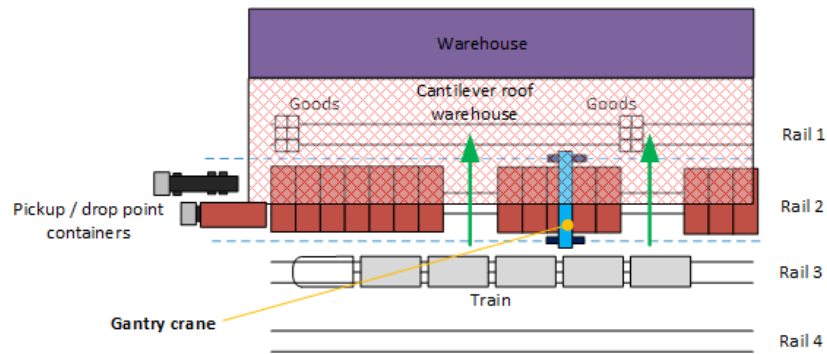 Warehouse
Cantilever roof
warehouse
Goods
Goods
Rail 1
Pickup / drop point
containers
Rail 2
Rail 3
Train
Gantry crane
Rail 4